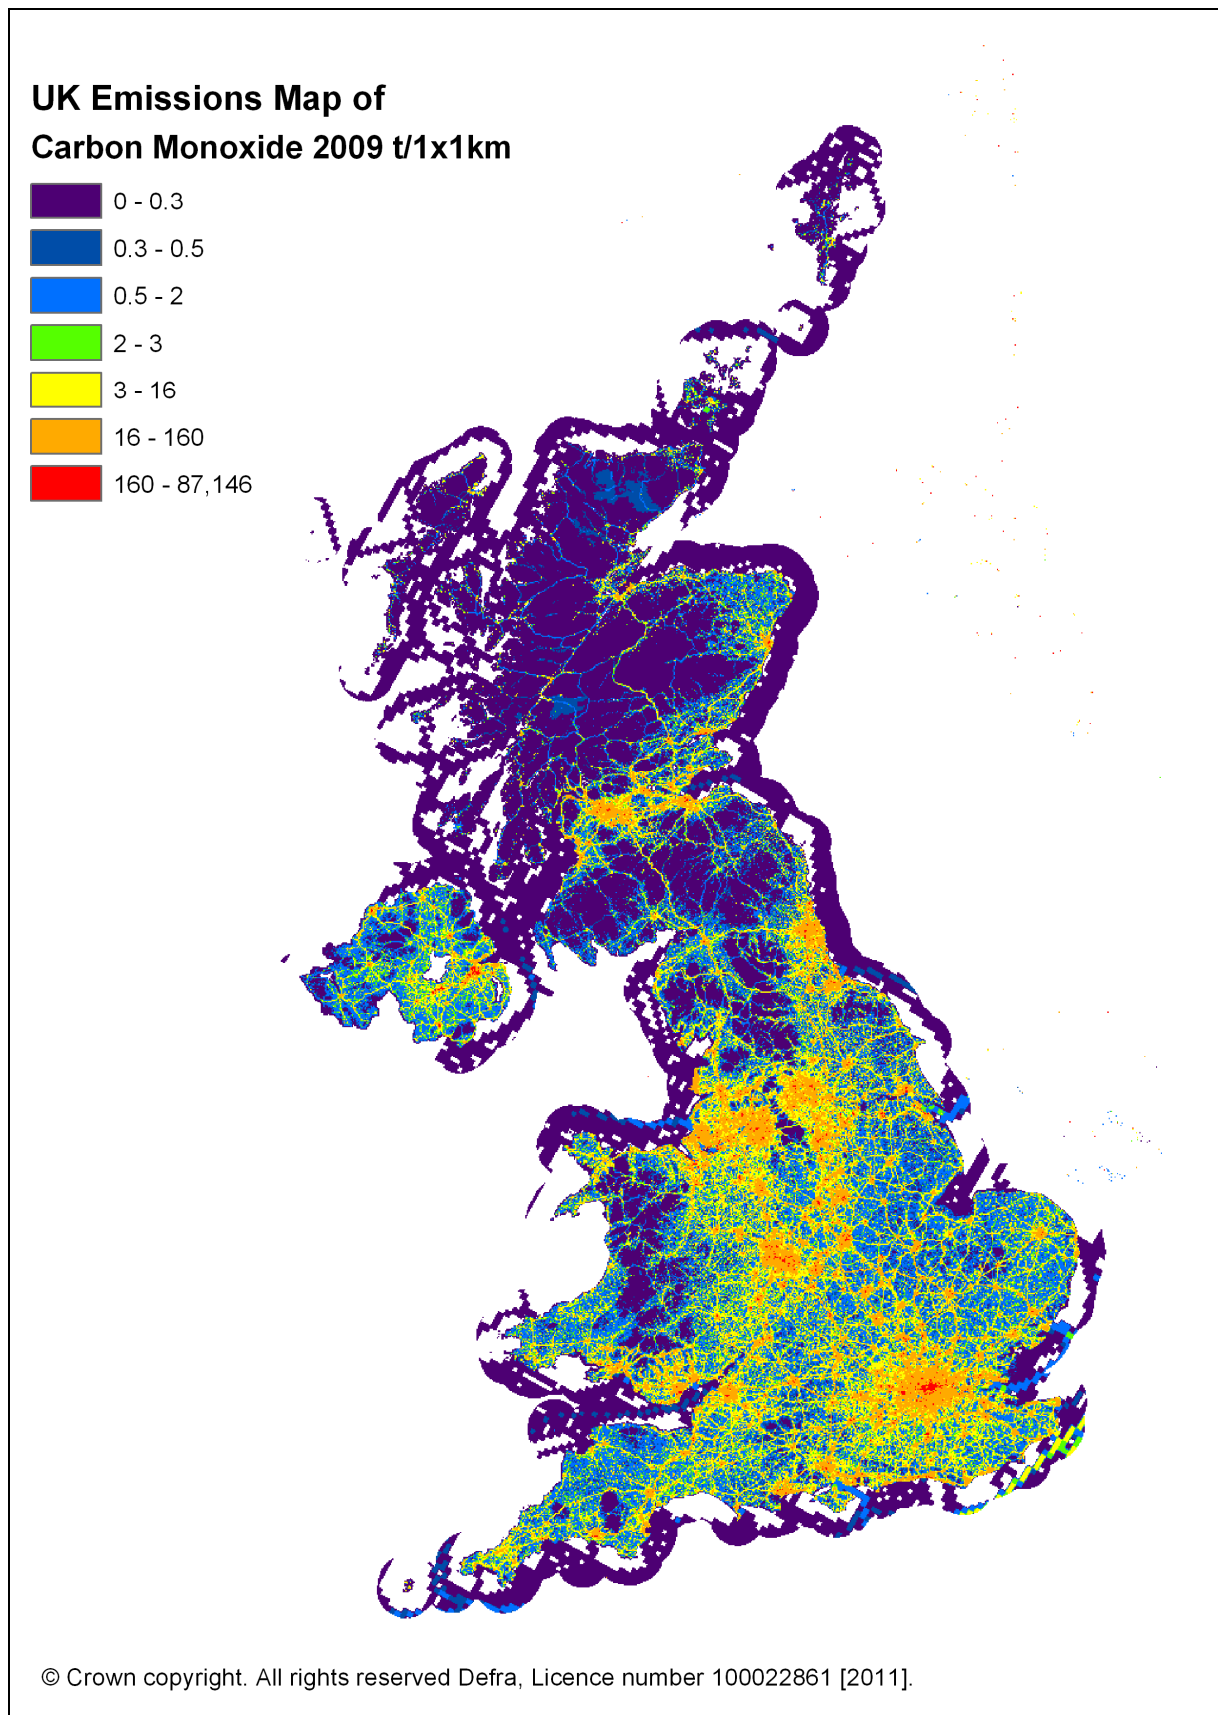 UK Emissions Map of
Carbon Monoxide 2009 t/1x1km
0 - 0.3
0.3 - 0.5
0.5 - 2
2 - 3
3 - 16
16 - 160
160 - 87,146
© Crown copyright. All rights reserved Defra, Licence number 100022861 [2011].